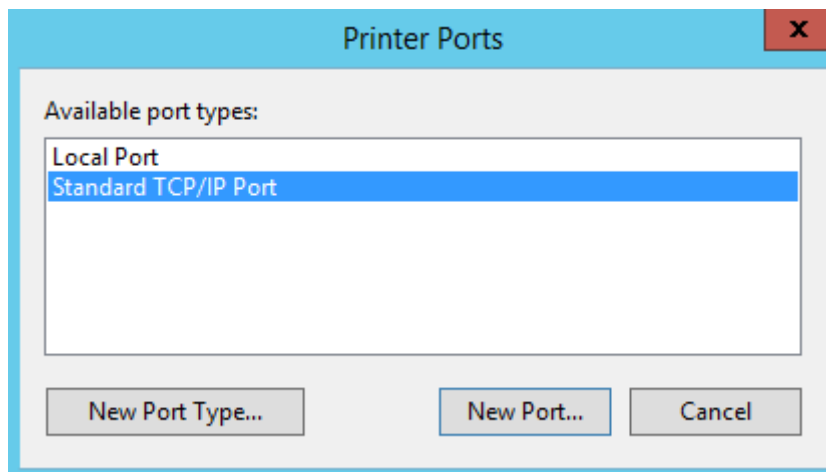 Printer Ports
x
Available port types:
Local Port
Standard TCP/IP Port
New Port Type... New Port... Cancel